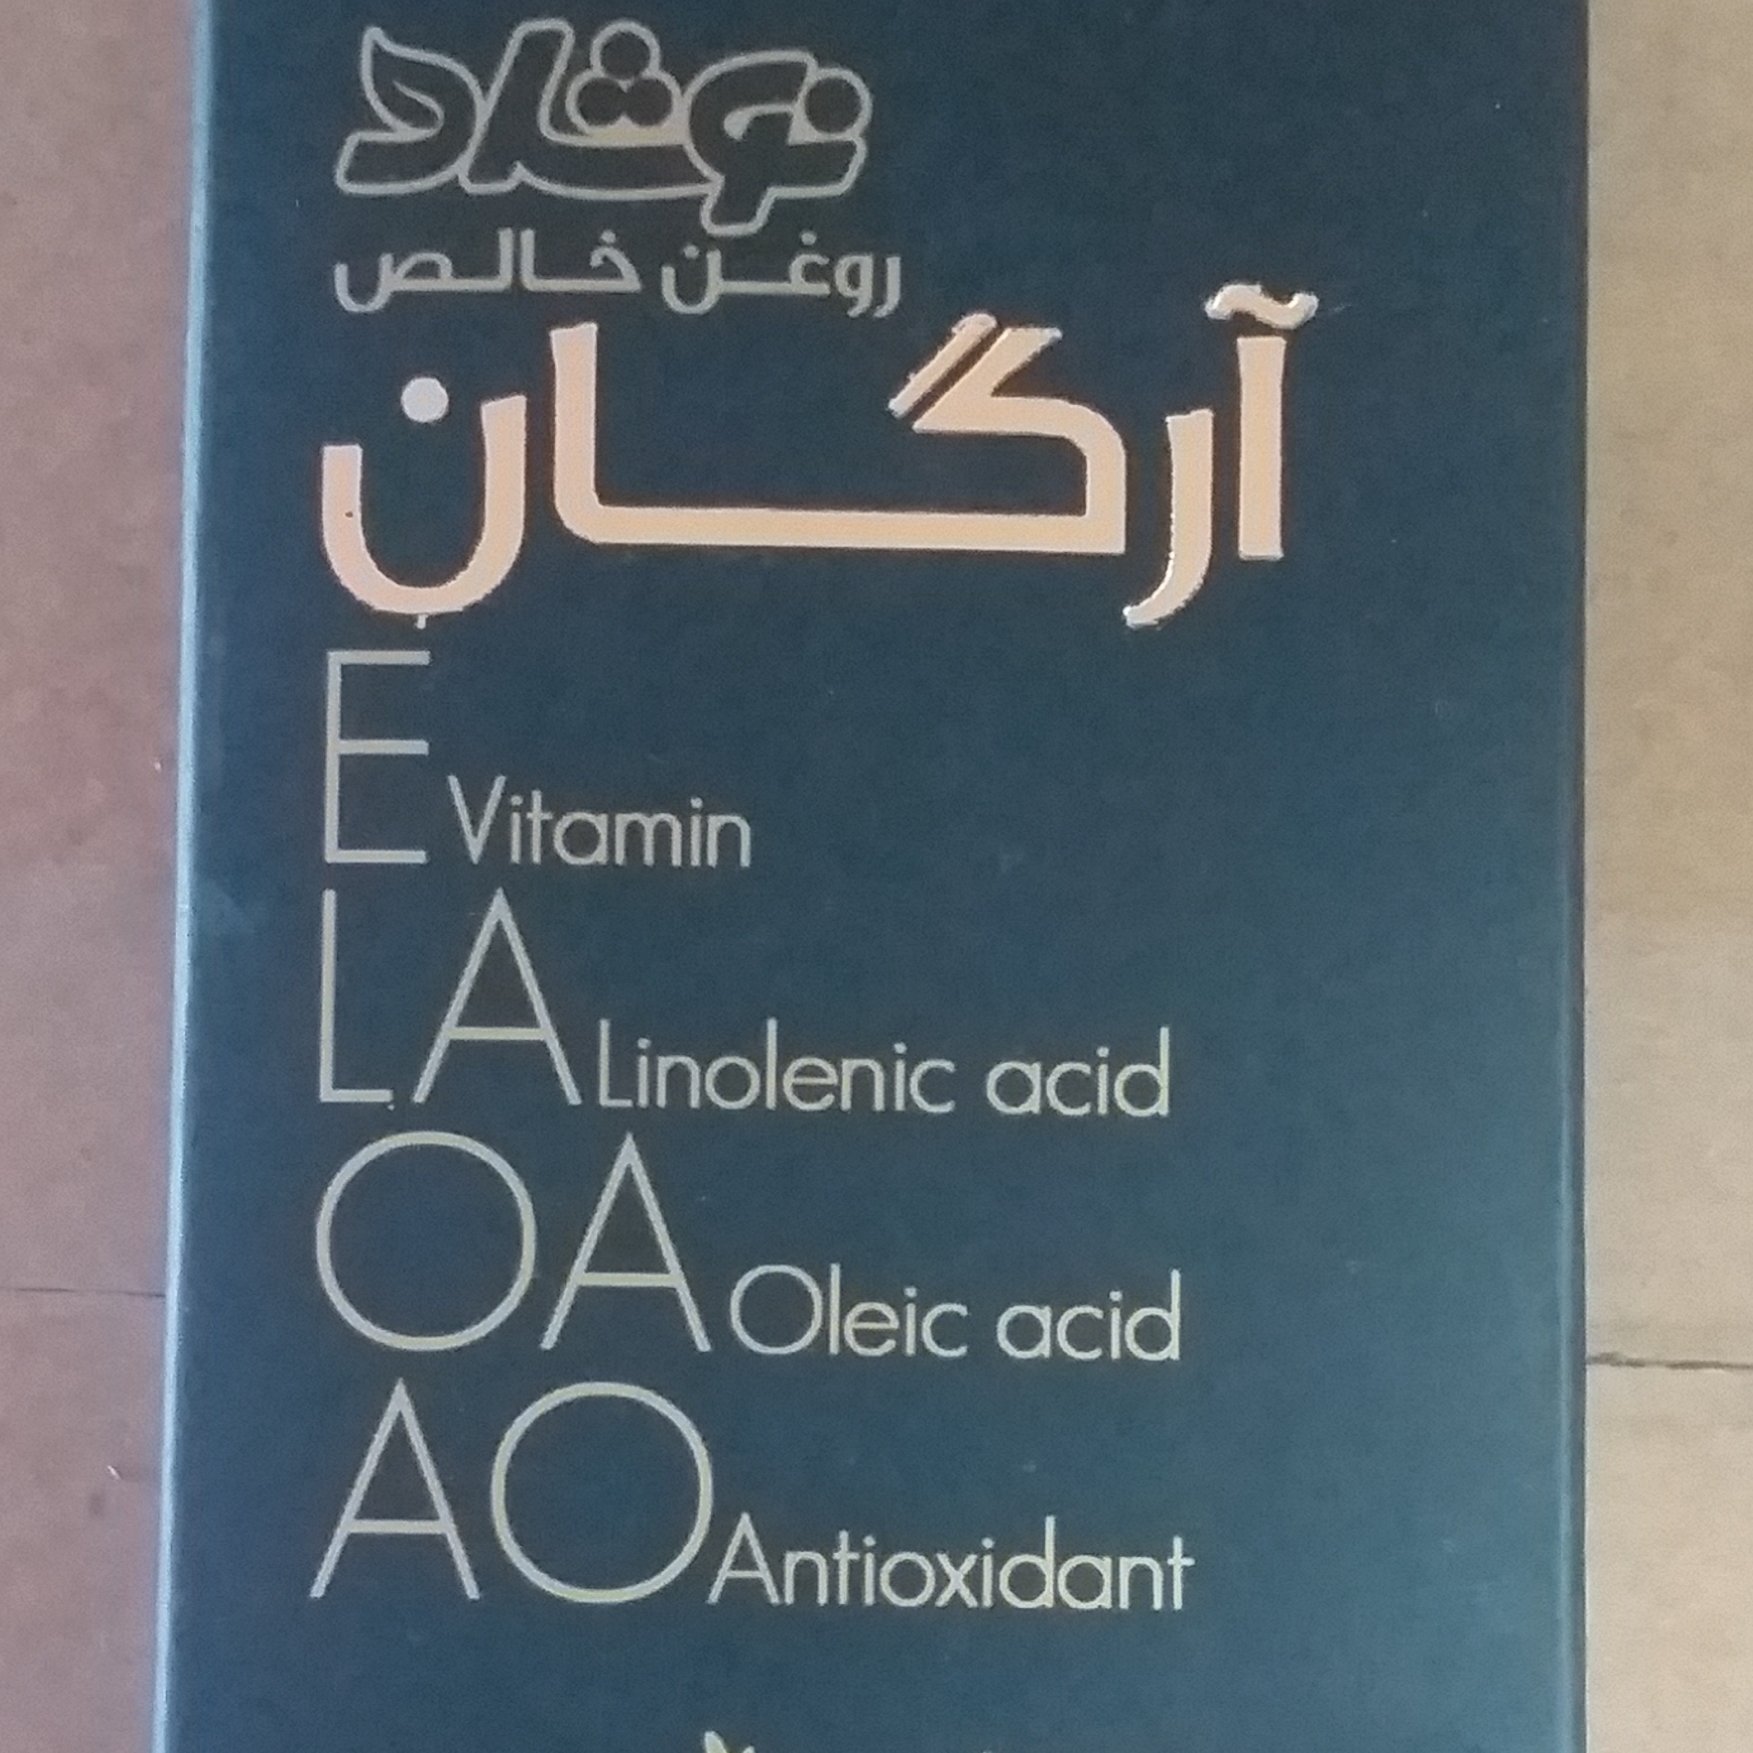 نوشاد
روغن خالص
آرگان
E Vitamin
LA Linolenic acid
OA Oleic acid
AO Antioxidant